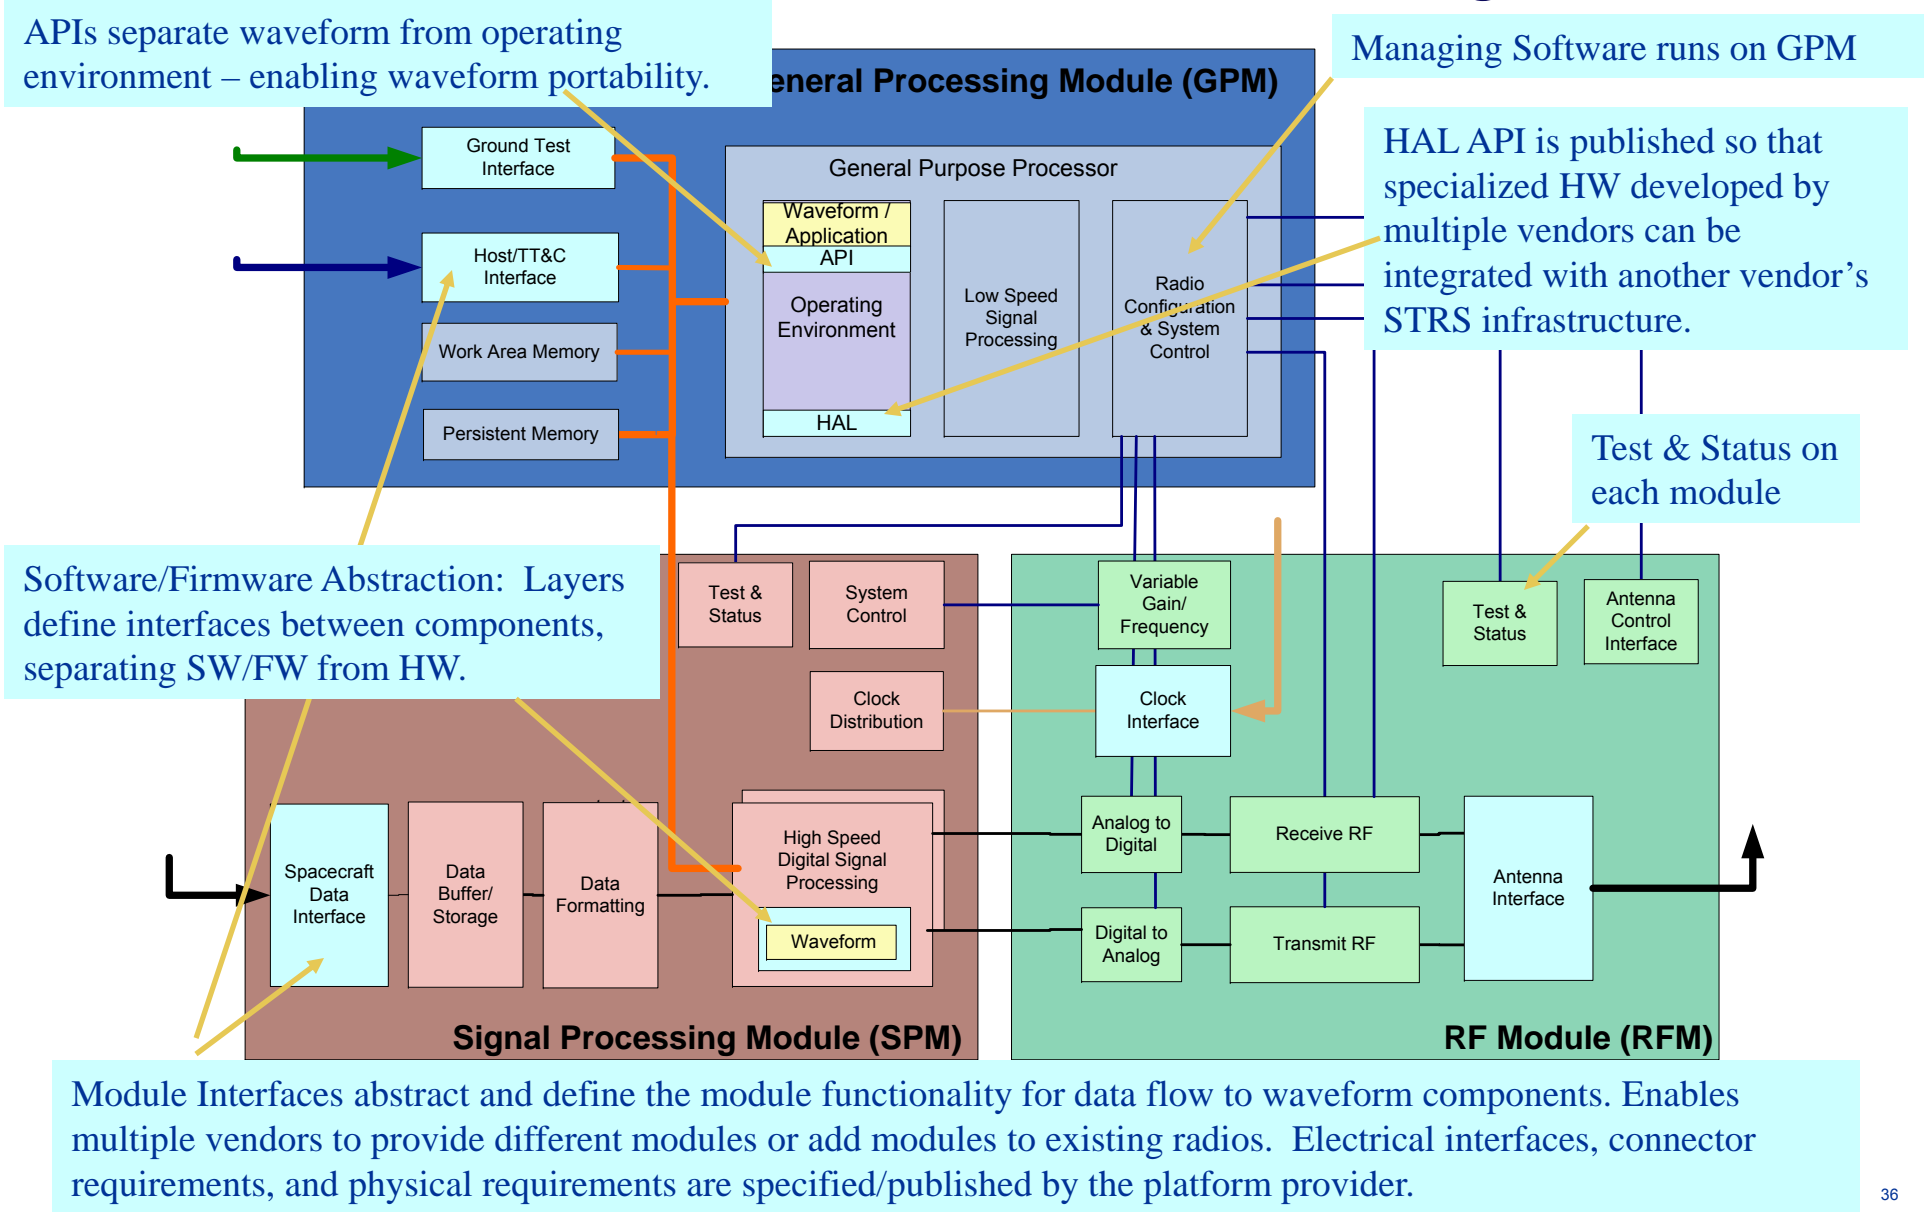 APIs separate waveform from operating
environment – enabling waveform portability.
Managing Software runs on GPM
eneral Processing Module (GPM)
HAL API is published so that
specialized HW developed by
multiple vendors can be
integrated with another vendor’s
STRS infrastructure.
Ground Test
Interface
General Purpose Processor
Waveform /
Application
API
Host/TT&C
Interface
Operating
Environment
Low Speed
Signal
Processing
Radio
Configuration
& System
Control
Work Area Memory
HAL
Persistent Memory
Test & Status on
each module
Software/Firmware Abstraction: Layers
define interfaces between components,
separating SW/FW from HW.
Test &
Status
System
Control
Variable
Gain/
Frequency
Test &
Status
Antenna
Control
Interface
Clock
Distribution
Clock
Interface
Spacecraft
Data
Interface
Data
Buffer/
Storage
Data
Formatting
High Speed
Digital Signal
Processing
Waveform
Analog to
Digital
Receive RF
Antenna
Interface
Digital to
Analog
Transmit RF
Signal Processing Module (SPM)
RF Module (RFM)
Module Interfaces abstract and define the module functionality for data flow to waveform components. Enables
multiple vendors to provide different modules or add modules to existing radios. Electrical interfaces, connector
requirements, and physical requirements are specified/published by the platform provider.
36